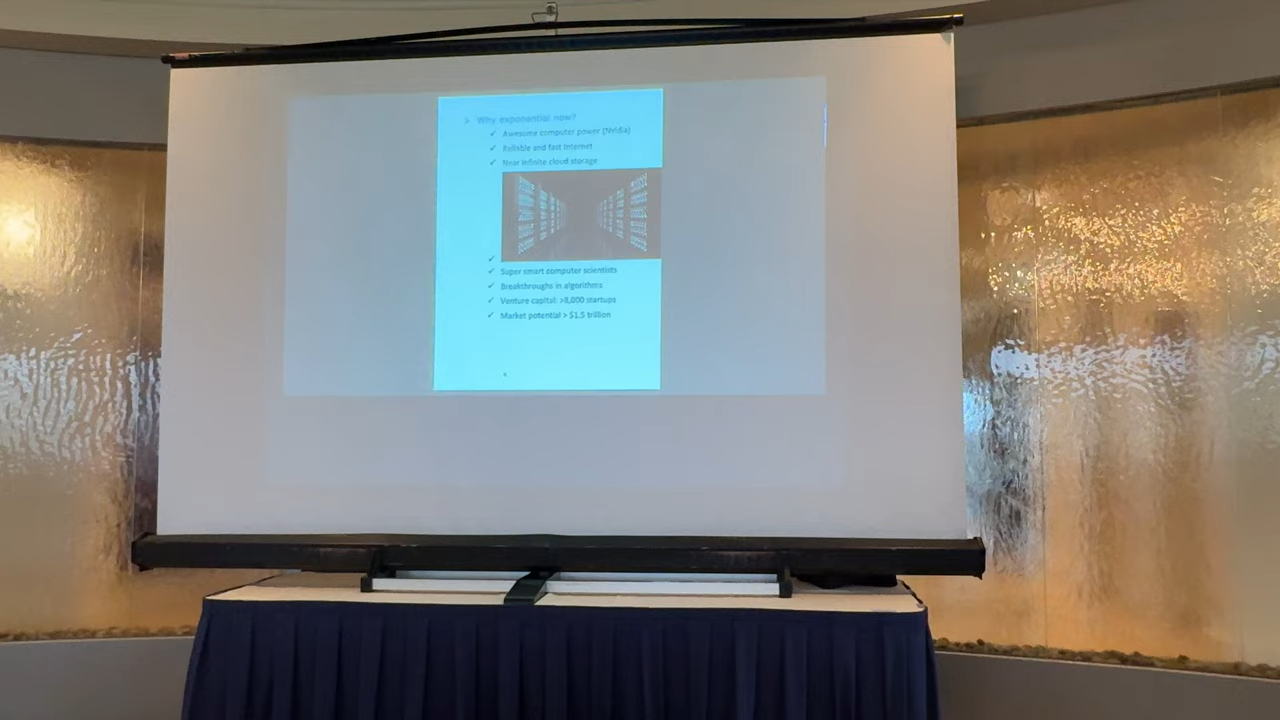 ➢ Why exponential now?
✓ Awesome computer power (Nvidia)
✓ Reliable and fast Internet
✓ Near infinite cloud storage
✓
✓ Super smart computer scientists
✓ Breakthroughs in algorithms
✓ Venture capital: >8,000 startups
✓ Market potential > $1.5 trillion